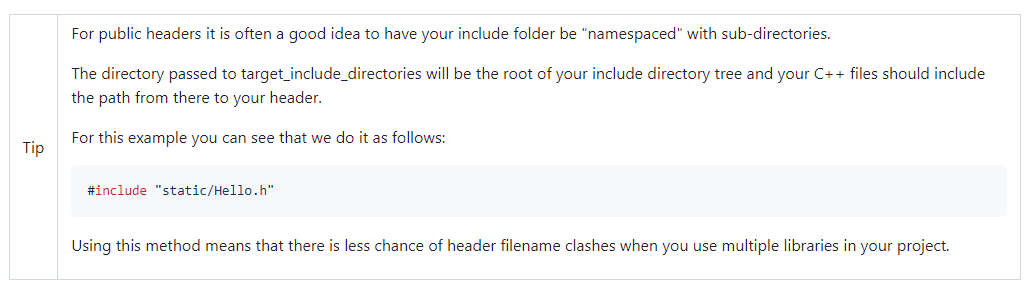 For public headers it is often a good idea to have your include folder be "namespaced" with sub-directories.
The directory passed to target_include_directories will be the root of your include directory tree and your C++ files should include
the path from there to your header.
For this example you can see that we do it as follows:
Tip
#include "static/Hello.h"
Using this method means that there is less chance of header filename clashes when you use multiple libraries in your project.